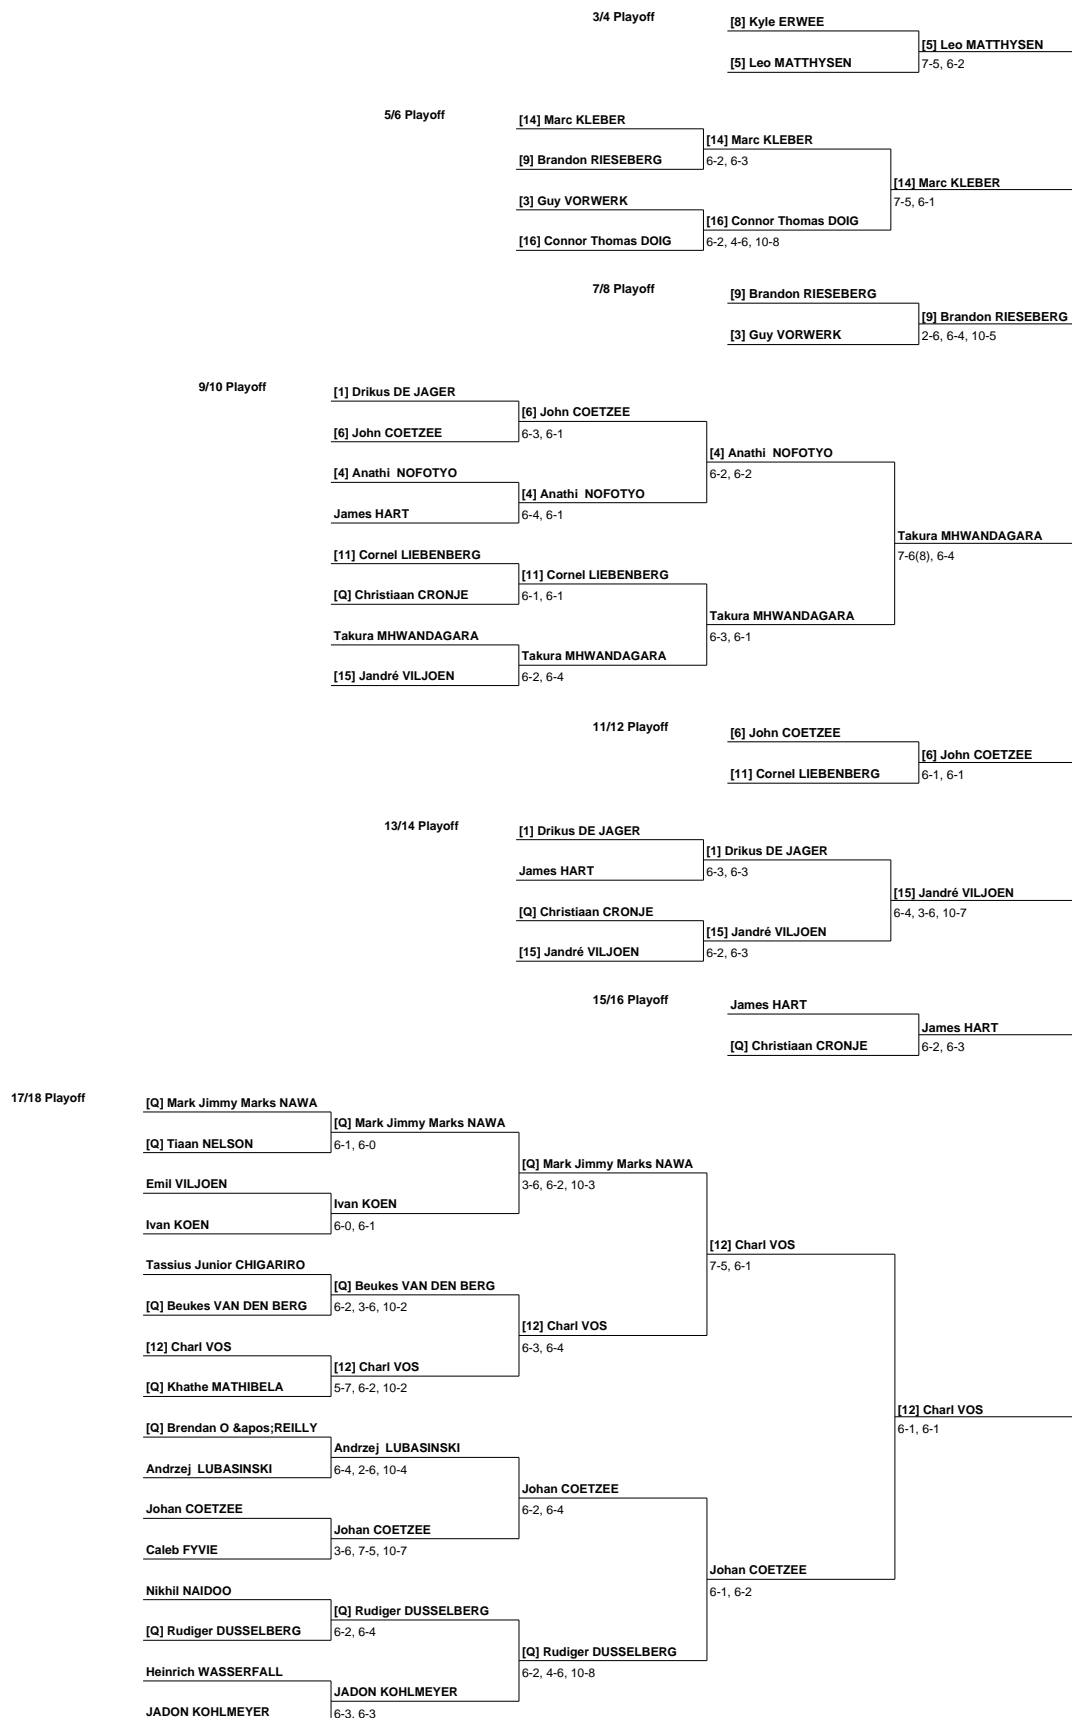 3/4 Playoff
[8] Kyle ERWEE
[5] Leo MATTHYSEN
[5] Leo MATTHYSEN
7-5, 6-2
5/6 Playoff
[14] Marc KLEBER
[14] Marc KLEBER
[9] Brandon RIESEBERG
6-2, 6-3
[14] Marc KLEBER
[3] Guy VORWERK
7-5, 6-1
[16] Connor Thomas DOIG
[16] Connor Thomas DOIG
6-2, 4-6, 10-8
7/8 Playoff
[9] Brandon RIESEBERG
[9] Brandon RIESEBERG
[3] Guy VORWERK
2-6, 6-4, 10-5
9/10 Playoff
[1] Drikus DE JAGER
[6] John COETZEE
[6] John COETZEE
6-3, 6-1
[4] Anathi  NOFOTYO
[4] Anathi  NOFOTYO
6-2, 6-2
[4] Anathi  NOFOTYO
James HART
6-4, 6-1
Takura MHWANDAGARA
7-6(8), 6-4
[11] Cornel LIEBENBERG
[11] Cornel LIEBENBERG
[Q] Christiaan CRONJE
6-1, 6-1
Takura MHWANDAGARA
Takura MHWANDAGARA
6-3, 6-1
Takura MHWANDAGARA
[15] Jandré VILJOEN
6-2, 6-4
11/12 Playoff
[6] John COETZEE
[6] John COETZEE
[11] Cornel LIEBENBERG
6-1, 6-1
13/14 Playoff
[1] Drikus DE JAGER
[1] Drikus DE JAGER
James HART
6-3, 6-3
[15] Jandré VILJOEN
[Q] Christiaan CRONJE
6-4, 3-6, 10-7
[15] Jandré VILJOEN
[15] Jandré VILJOEN
6-2, 6-3
15/16 Playoff
James HART
James HART
[Q] Christiaan CRONJE
6-2, 6-3
17/18 Playoff
[Q] Mark Jimmy Marks NAWA
[Q] Mark Jimmy Marks NAWA
[Q] Tiaan NELSON
6-1, 6-0
[Q] Mark Jimmy Marks NAWA
Emil VILJOEN
3-6, 6-2, 10-3
Ivan KOEN
Ivan KOEN
6-0, 6-1
[12] Charl VOS
Tassius Junior CHIGARIRO
7-5, 6-1
[Q] Beukes VAN DEN BERG
[Q] Beukes VAN DEN BERG
6-2, 3-6, 10-2
[12] Charl VOS
[12] Charl VOS
6-3, 6-4
[12] Charl VOS
[Q] Khathe MATHIBELA
5-7, 6-2, 10-2
[12] Charl VOS
6-1, 6-1
[Q] Brendan O &apos;REILLY
Andrzej  LUBASINSKI
Andrzej  LUBASINSKI
6-4, 2-6, 10-4
Johan COETZEE
Johan COETZEE
6-2, 6-4
Johan COETZEE
Caleb FYVIE
3-6, 7-5, 10-7
Johan COETZEE
Nikhil NAIDOO
6-1, 6-2
[Q] Rudiger DUSSELBERG
[Q] Rudiger DUSSELBERG
6-2, 6-4
[Q] Rudiger DUSSELBERG
Heinrich WASSERFALL
6-2, 4-6, 10-8
JADON KOHLMEYER
JADON KOHLMEYER
6-3, 6-3